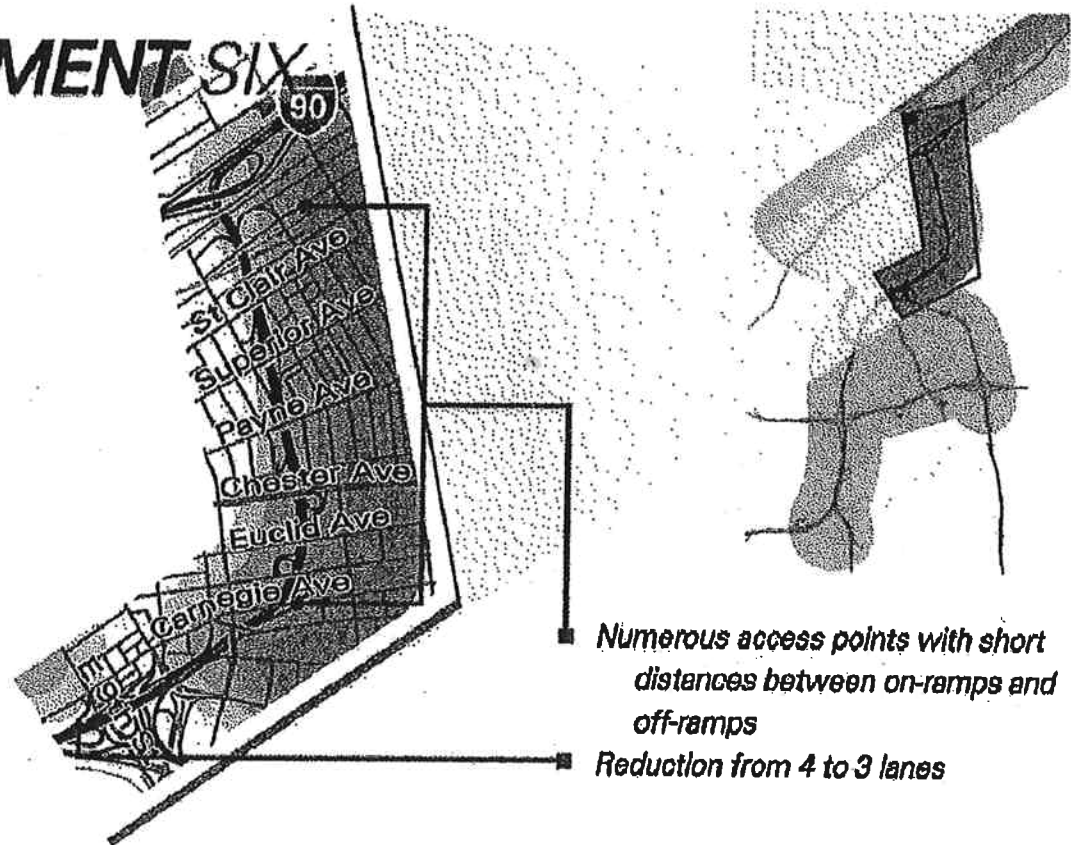 MENT SIX
90
St Clair Ave
Superior Ave
Payne Ave
Chester Ave
Euclid Ave
Carnegie Ave
Numerous access points with short
distances between on-ramps and
off-ramps
Reduction from 4 to 3 lanes